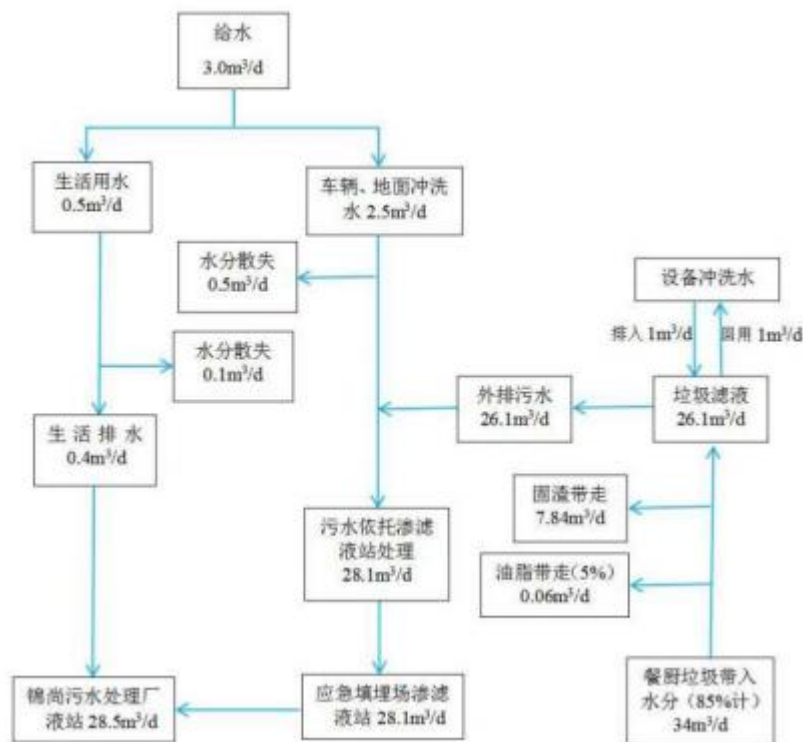 给水
3.0m³/d
生活用水
0.5m³/d
车辆、地面冲洗
水 2.5m³/d
水分散失
0.5m³/d
设备冲洗水
排入 1m³/d
回用 1m³/d
水分散失
0.1m³/d
外排污水
26.1m³/d
垃圾滤液
26.1m³/d
生 活 排 水
0.4m³/d
固渣带走
7.84m³/d
污水依托渗滤
液站处理
28.1m³/d
油脂带走(5%)
0.06m³/d
锦尚污水处理厂
液站 28.5m³/d
应急填埋场渗滤
液站 28.1m³/d
餐厨垃圾带入
水分（85%计）
34m³/d